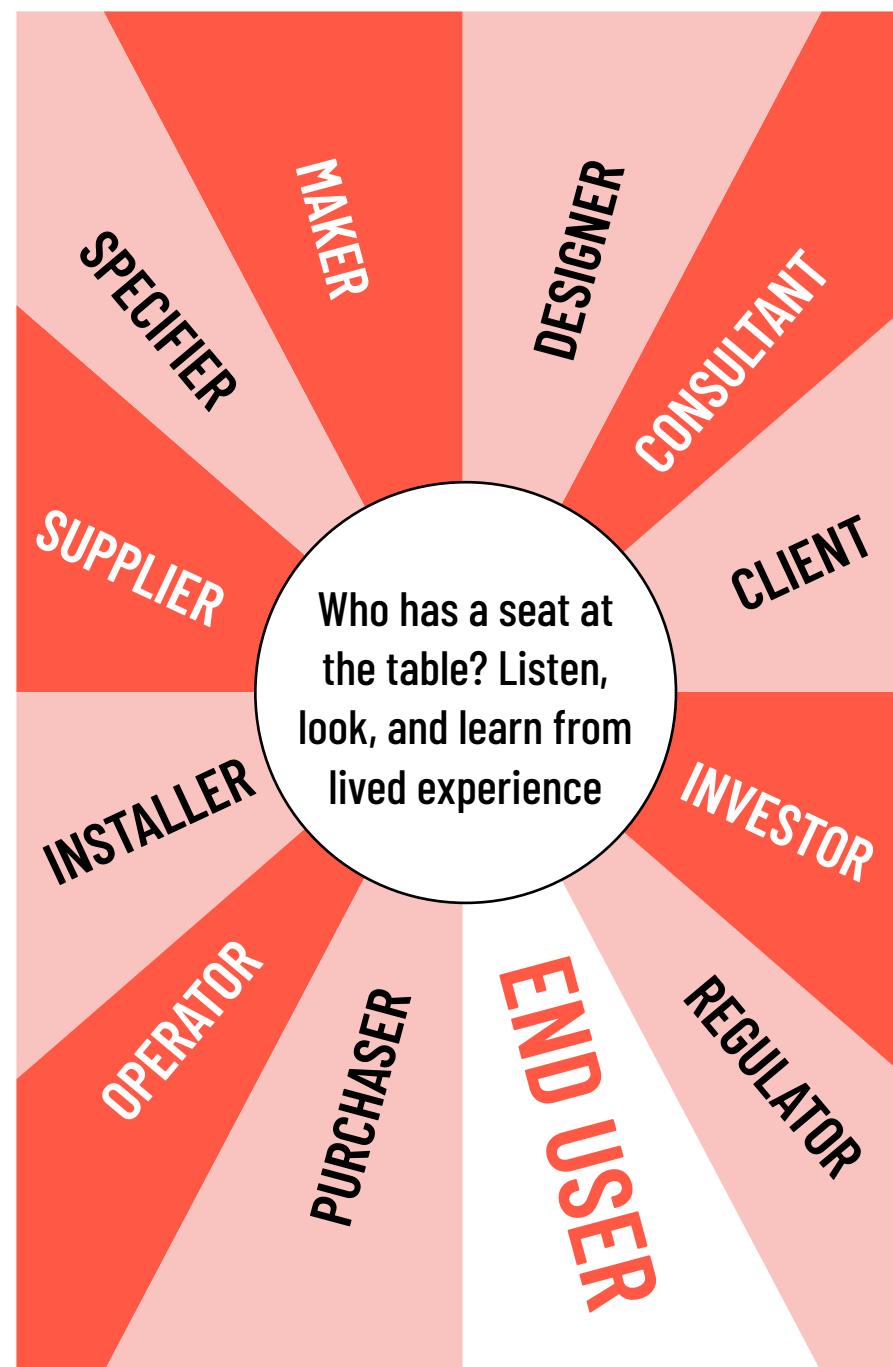 MAKER
DESIGNER
CONSULTANT
CLIENT
INVESTOR
REGULATOR
END USER
PURCHASER
OPERATOR
INSTALLER
SUPPLIER
SPECIFIER
Who has a seat at
the table? Listen,
look, and learn from
lived experience